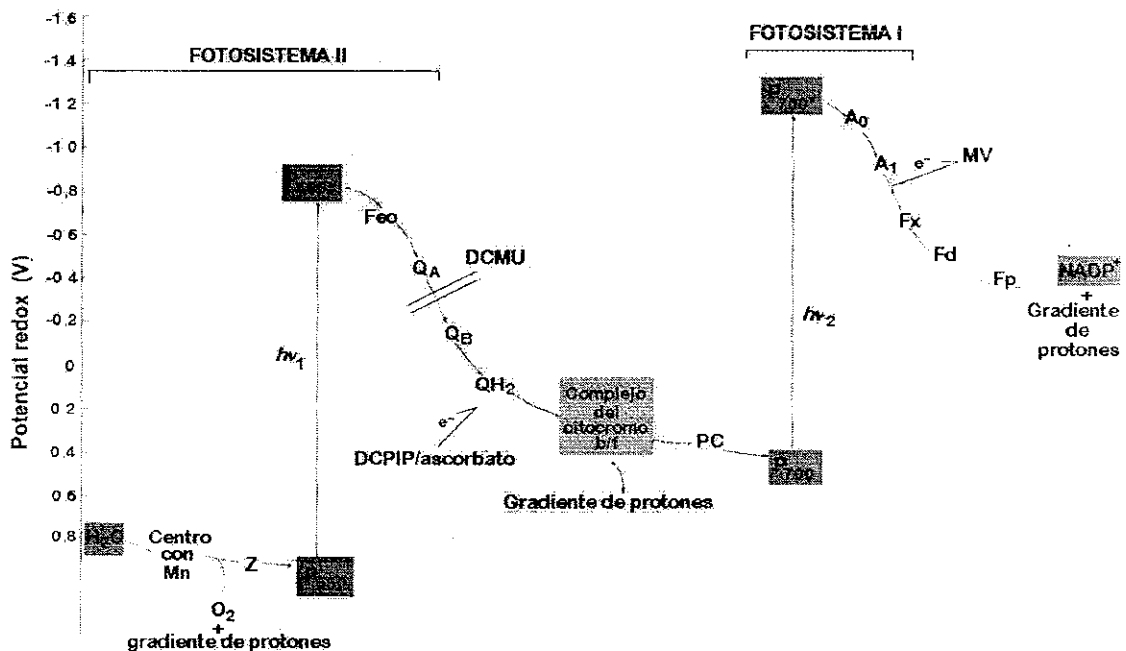 -1.6
-1.4
-1.2
-1.0
-0,8
-0.6
-0.4
-0.2
0
0.2
0.4
0.6
0.8
Potencial redox (V)
FOTOSISTEMA II
FOTOSISTEMA I
P700*
A0
A1
e-
MV
Fx
Fd
Fp
NADP+
+
Gradiente
de
protones
Feo
QA
DCMU
QB
QH2
hv1
hv2
e-
DCPIP/ascorbato
Complejo
del
citocromo
b/f
PC
P700
Gradiente de protones
H2O
Centro
con
Mn
Z
O2
+
gradiente de protones